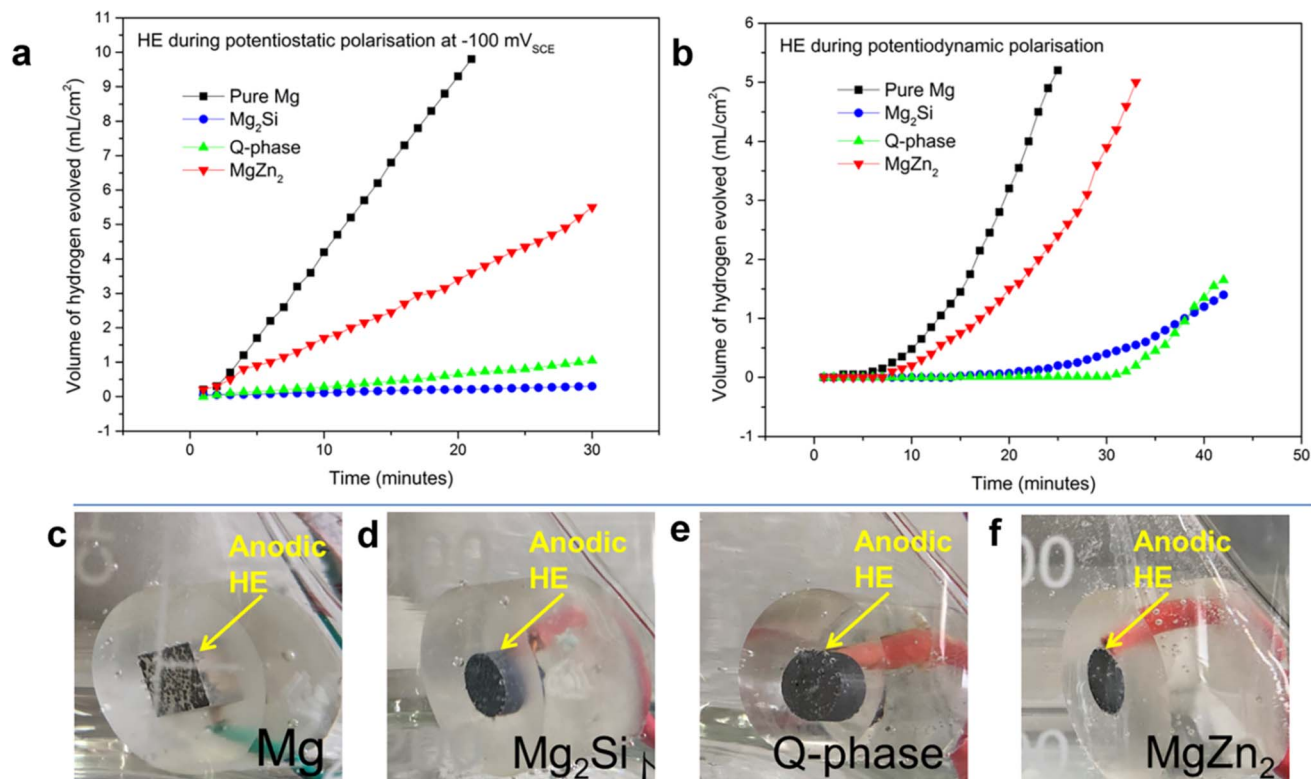 a
HE during potentiostatic polarisation at -100 mV_SCE
Pure Mg
Mg₂Si
Q-phase
MgZn₂
Volume of hydrogen evolved (mL/cm²)
11
10
9
8
7
6
5
4
3
2
1
0
-1
0
10
20
30
Time (minutes)
b
HE during potentiodynamic polarisation
Pure Mg
Mg₂Si
Q-phase
MgZn₂
Volume of hydrogen evolved (mL/cm²)
6
5
4
3
2
1
0
-1
0
10
20
30
40
50
Time (minutes)
c
Anodic
HE
Mg
d
Anodic
HE
Mg₂Si
e
Anodic
HE
Q-phase
f
00
Anodic
HE
00
MgZn₂